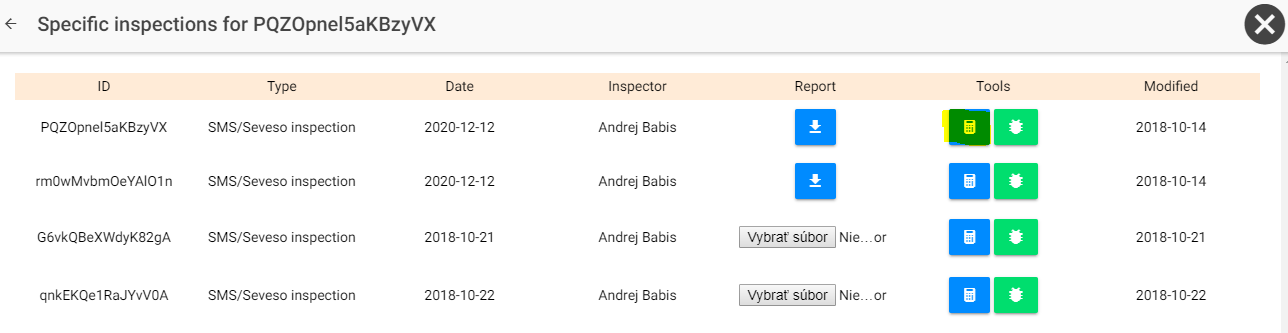 Specific inspections for PQZOpnel5aKBzyVX
ID Type Date Inspector Report Tools Modified
PQZOpnel5aKBzyVX SMS/Seveso inspection 2020-12-12 Andrej Babis 2018-10-14
rm0wMvbmOeYAlO1n SMS/Seveso inspection 2020-12-12 Andrej Babis 2018-10-14
G6vkQBeXWdyK82gA SMS/Seveso inspection 2018-10-21 Andrej Babis Vybrať súbor Nie...or 2018-10-21
qnkEKQe1RaJYvV0A SMS/Seveso inspection 2018-10-22 Andrej Babis Vybrať súbor Nie...or 2018-10-22